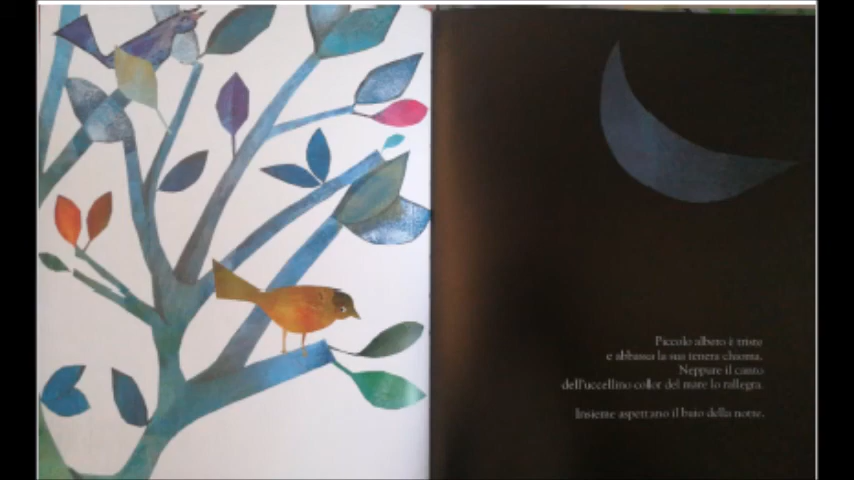 Piccolo albero è triste
e abbassa la sua tenera chioma.
Neppure il canto
dell'uccellino color del mare lo rallegra.
Insieme aspettano il buio della notte.